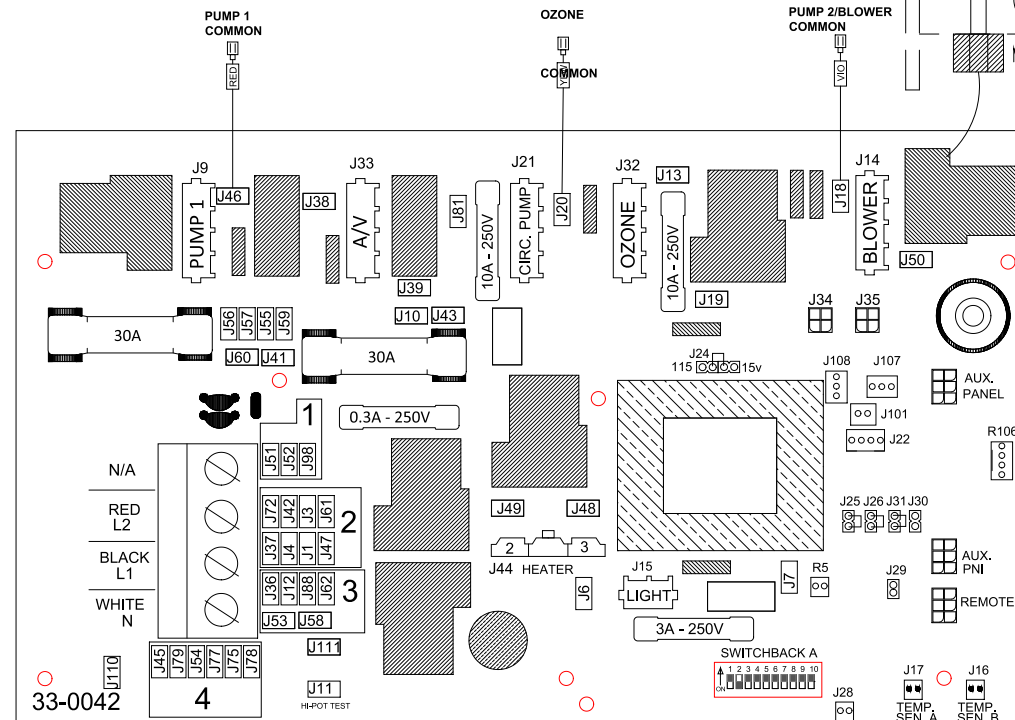 PUMP 1
COMMON
OZONE
COMMON
PUMP 2/BLOWER
COMMON
RED
VIO
J9
J33
J21
J32
J13
J14
J46
J38
J81
J20
J18
PUMP 1
A/V
CIRC. PUMP
OZONE
BLOWER
10A - 250V
10A - 250V
J50
J39
J19
J34
J35
J56
J57
J55
J59
J10
J43
30A
30A
J60
J41
J24
115
15v
J108
J107
AUX.
PANEL
J101
0.3A - 250V
1
J22
R106
J51
J52
J98
N/A
RED
L2
J72
J42
J3
J61
2
J49
J48
J25
J26
J31
J30
J37
J4
J1
J47
2
3
J44
HEATER
BLACK
L1
AUX.
PNI
J36
J12
J88
J62
3
J6
J15
LIGHT
J7
R5
J29
REMOTE
WHITE
N
J53
J58
3A - 250V
J111
J45
J79
J54
J77
J75
J78
SWITCHBACK A
1 2 3 4 5 6 7 8 9 10
ON
J110
J11
HI-POT TEST
J17
J16
33-0042
4
J28
TEMP.
SEN. A
TEMP.
SEN. B